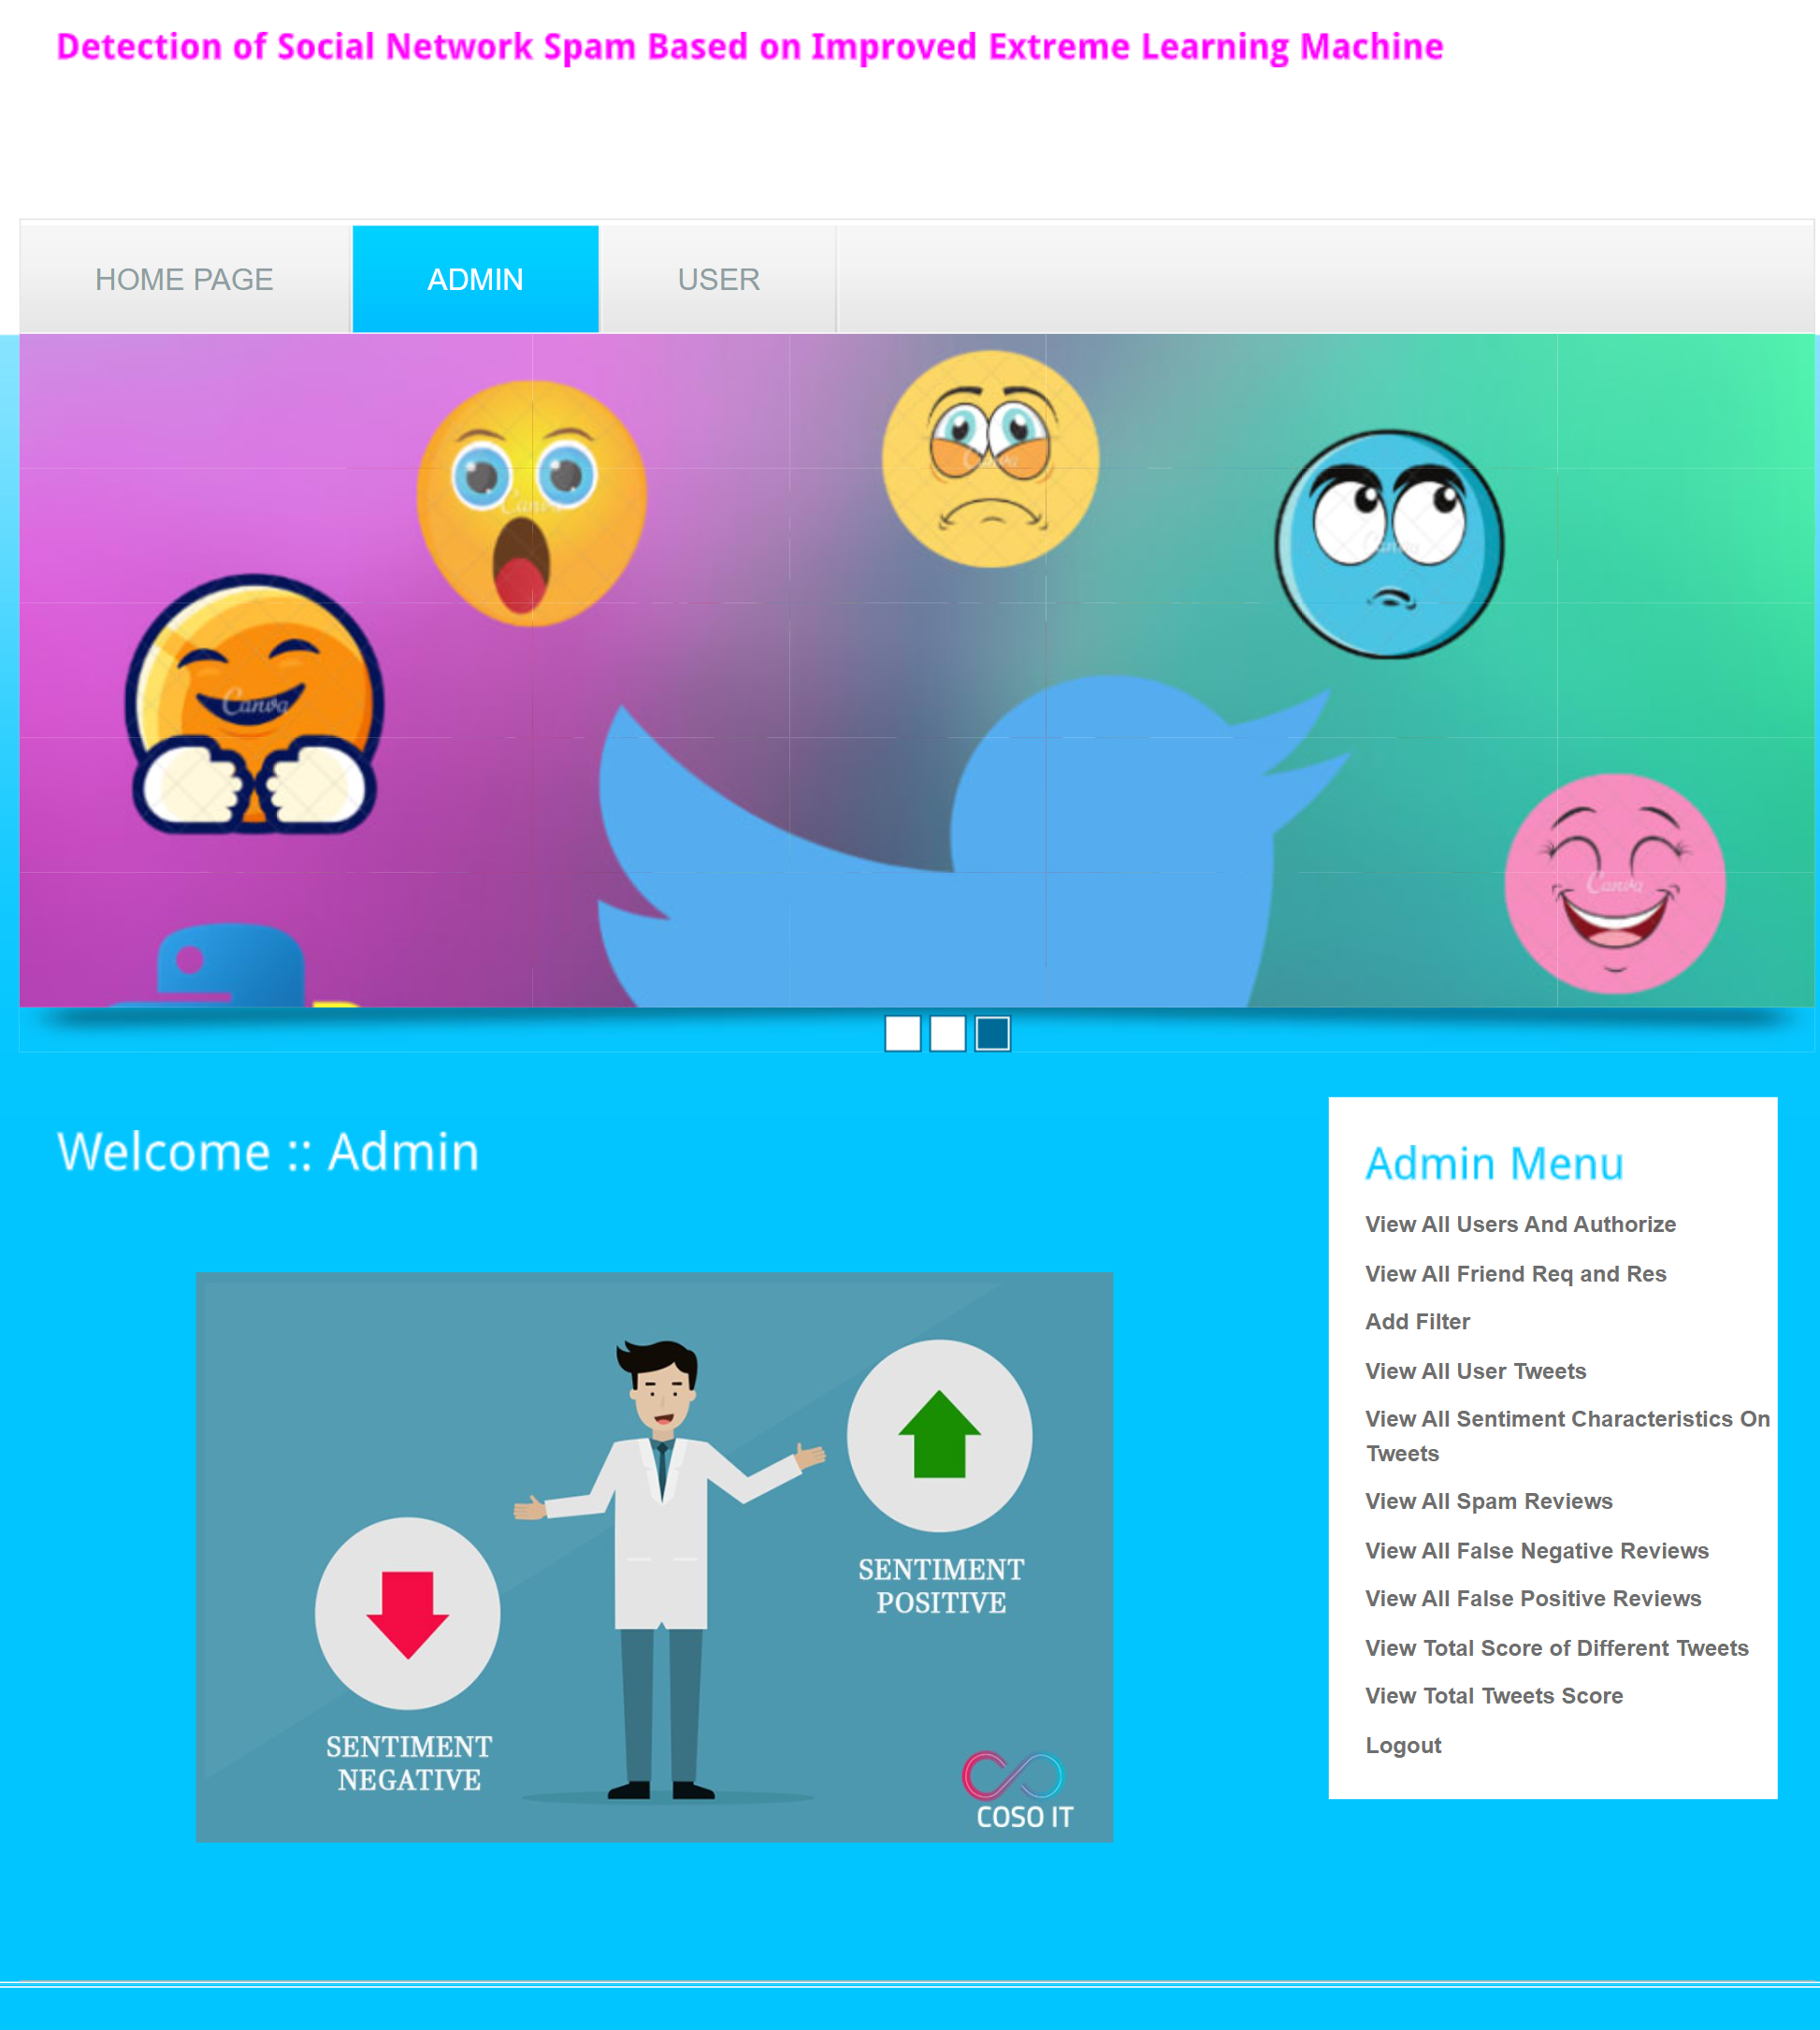 Detection of Social Network Spam Based on Improved Extreme Learning Machine
HOME PAGE
ADMIN
USER
Canva
Canva
Canva
Canva
Canva
Welcome :: Admin
Admin Menu
View All Users And Authorize
View All Friend Req and Res
Add Filter
View All User Tweets
View All Sentiment Characteristics On
Tweets
View All Spam Reviews
View All False Negative Reviews
View All False Positive Reviews
View Total Score of Different Tweets
View Total Tweets Score
Logout
SENTIMENT
POSITIVE
SENTIMENT
NEGATIVE
COSO IT